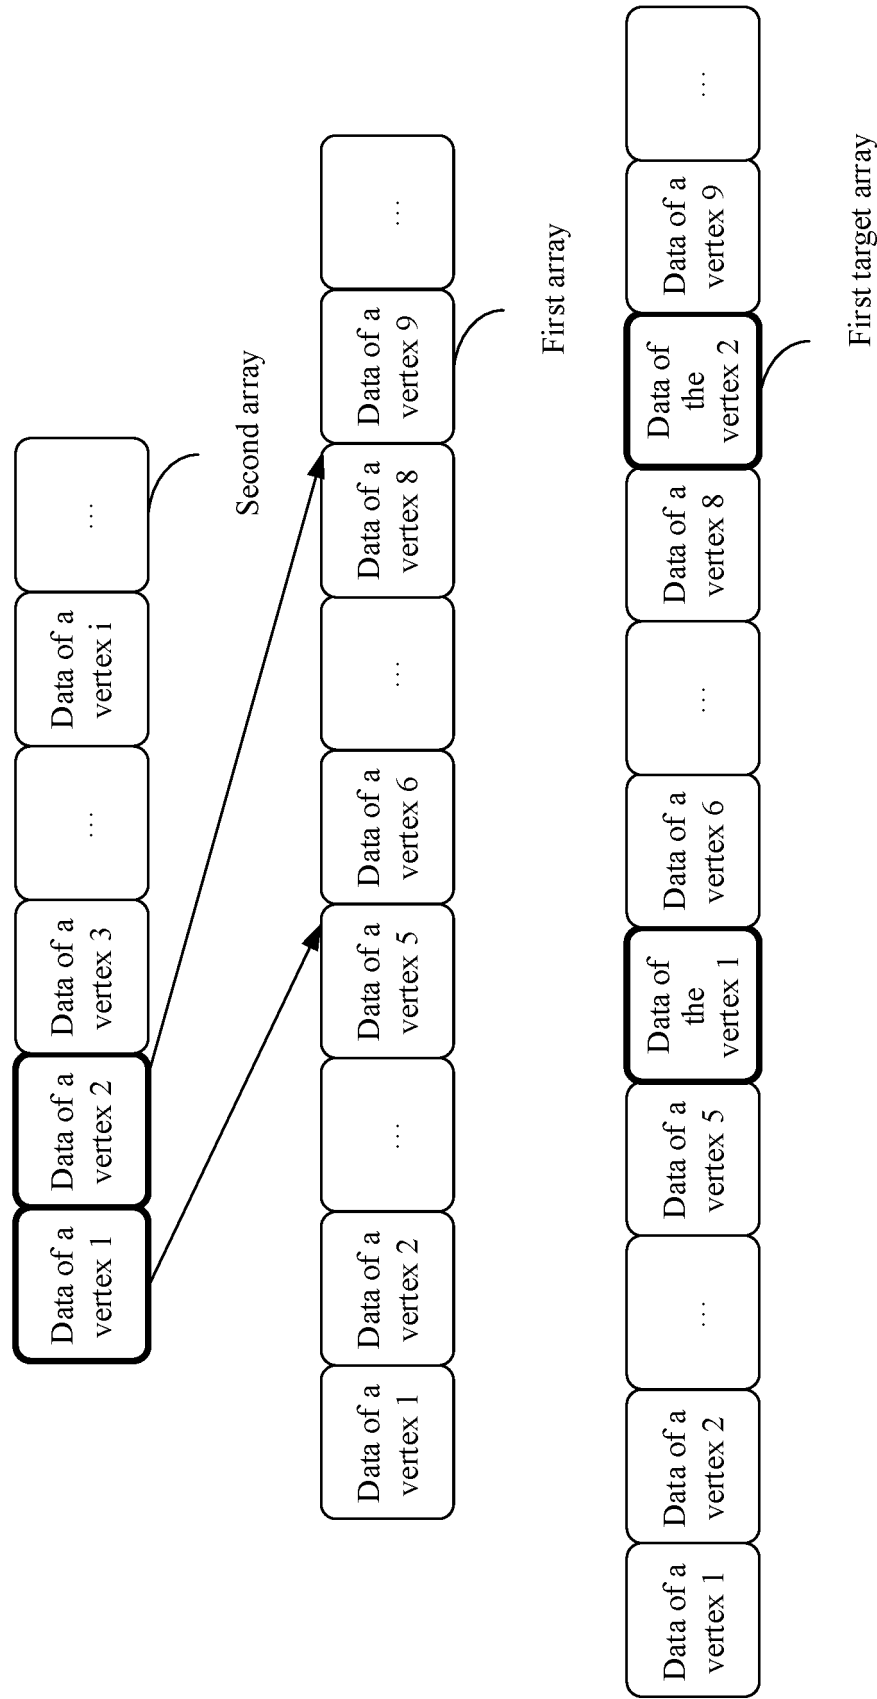 Data of a
vertex 1
Data of a
vertex 2
Data of a
vertex 3
...
Data of a
vertex i
...
Second array
Data of a
vertex 1
Data of a
vertex 2
...
Data of a
vertex 5
Data of a
vertex 6
...
Data of a
vertex 8
Data of a
vertex 9
...
First array
Data of a
vertex 1
Data of a
vertex 2
...
Data of a
vertex 5
Data of
the
vertex 1
Data of a
vertex 6
...
Data of a
vertex 8
Data of
the
vertex 2
Data of a
vertex 9
...
First target array